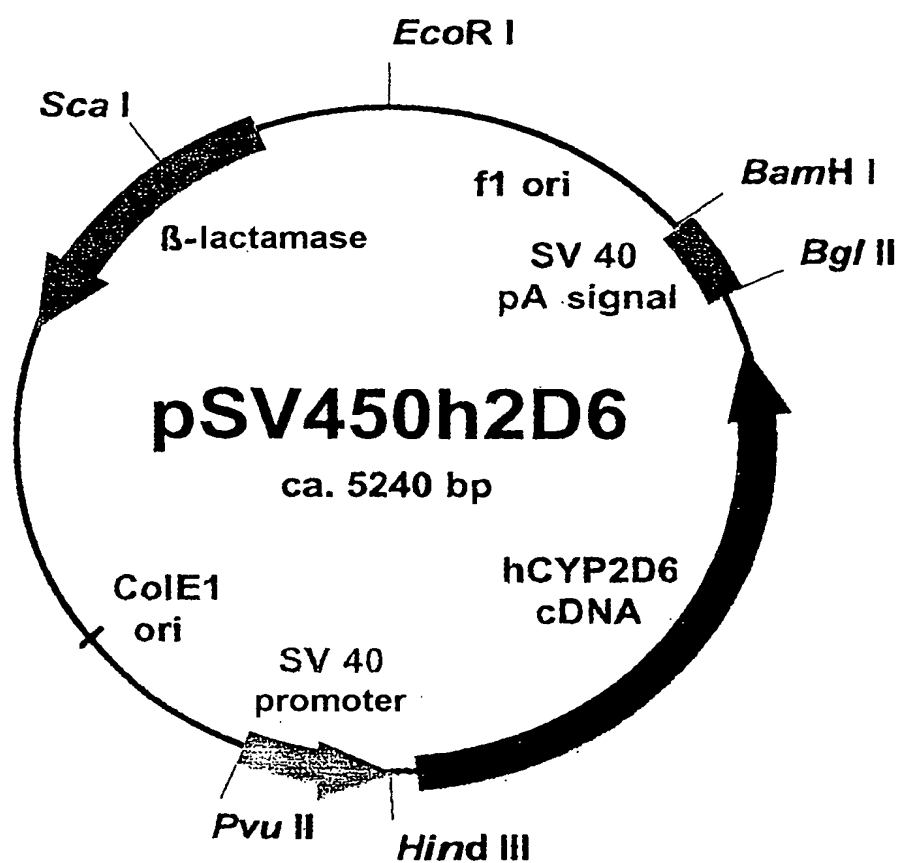 EcoR I
Sca I
BamH I
f1 ori
ß-lactamase
SV 40
pA signal
Bgl II
pSV450h2D6
ca. 5240 bp
hCYP2D6
cDNA
ColE1
ori
SV 40
promoter
Pvu II
Hind III